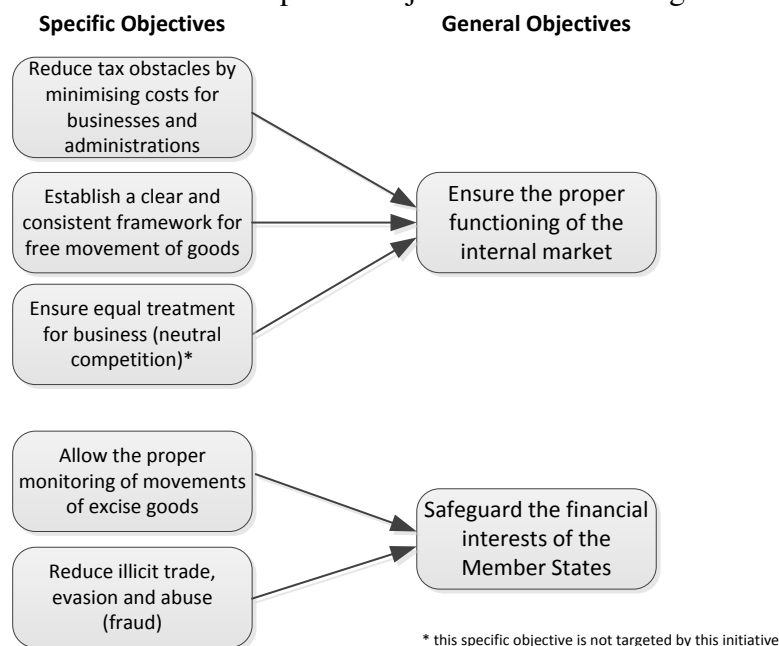 Specific Objectives
General Objectives
Reduce tax obstacles by
minimising costs for
businesses and
administrations
Establish a clear and
consistent framework for
free movement of goods
Ensure equal treatment
for business (neutral
competition)*
Ensure the proper
functioning of the
internal market
Allow the proper
monitoring of movements
of excise goods
Reduce illicit trade,
evasion and abuse
(fraud)
Safeguard the financial
interests of the
Member States
* this specific objective is not targeted by this initiative